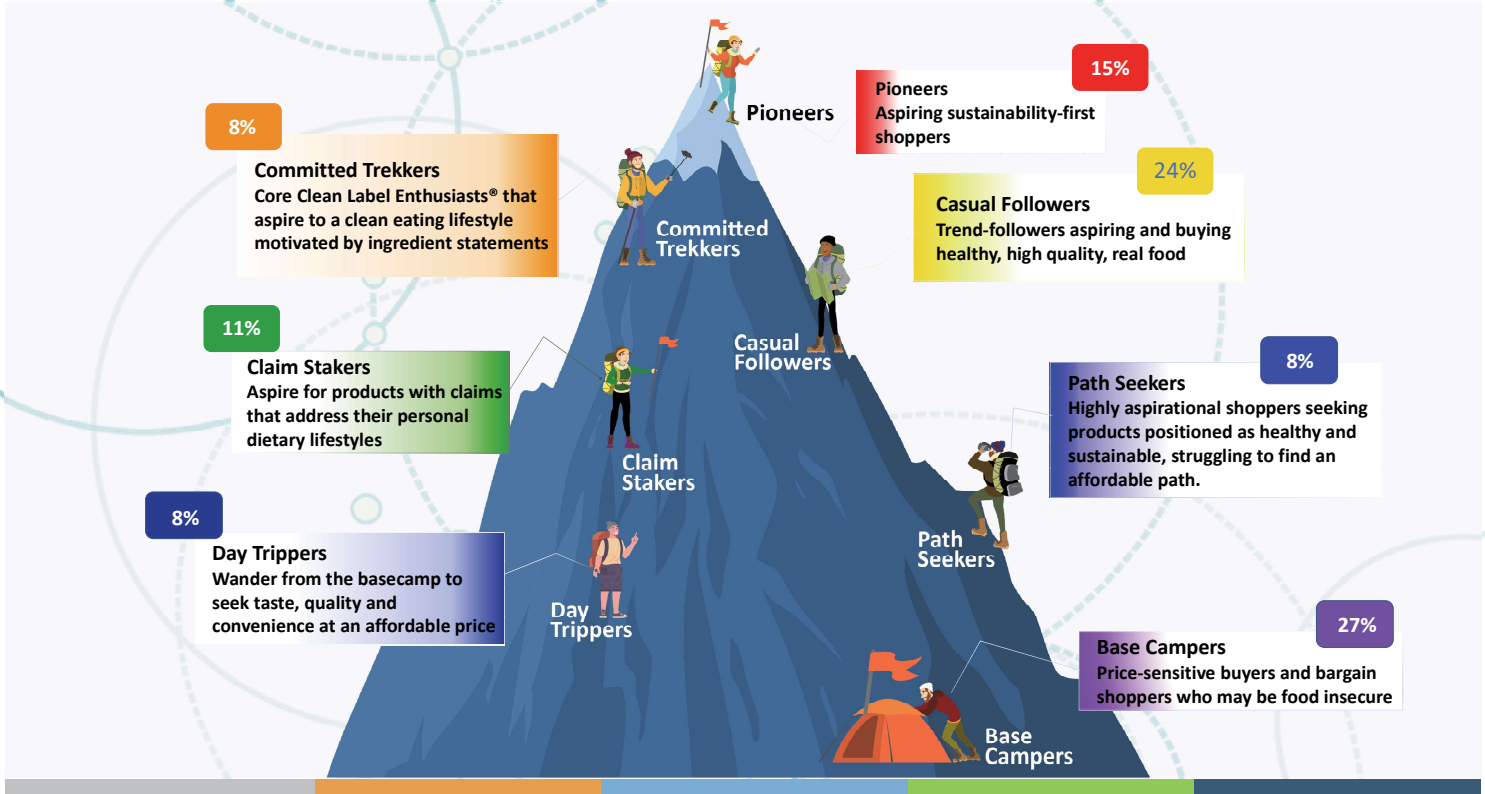 Pioneers
15%
Pioneers
Aspiring sustainability-first
shoppers
8%
Committed Trekkers
Core Clean Label Enthusiasts® that
aspire to a clean eating lifestyle
motivated by ingredient statements
Committed
Trekkers
24%
Casual Followers
Trend-followers aspiring and buying
healthy, high quality, real food
Casual
Followers
11%
Claim Stakers
Aspire for products with claims
that address their personal
dietary lifestyles
Claim
Stakers
8%
Path Seekers
Highly aspirational shoppers seeking
products positioned as healthy and
sustainable, struggling to find an
affordable path.
Path
Seekers
8%
Day Trippers
Wander from the basecamp to
seek taste, quality and
convenience at an affordable price
Day
Trippers
27%
Base Campers
Price-sensitive buyers and bargain
shoppers who may be food insecure
Base
Campers